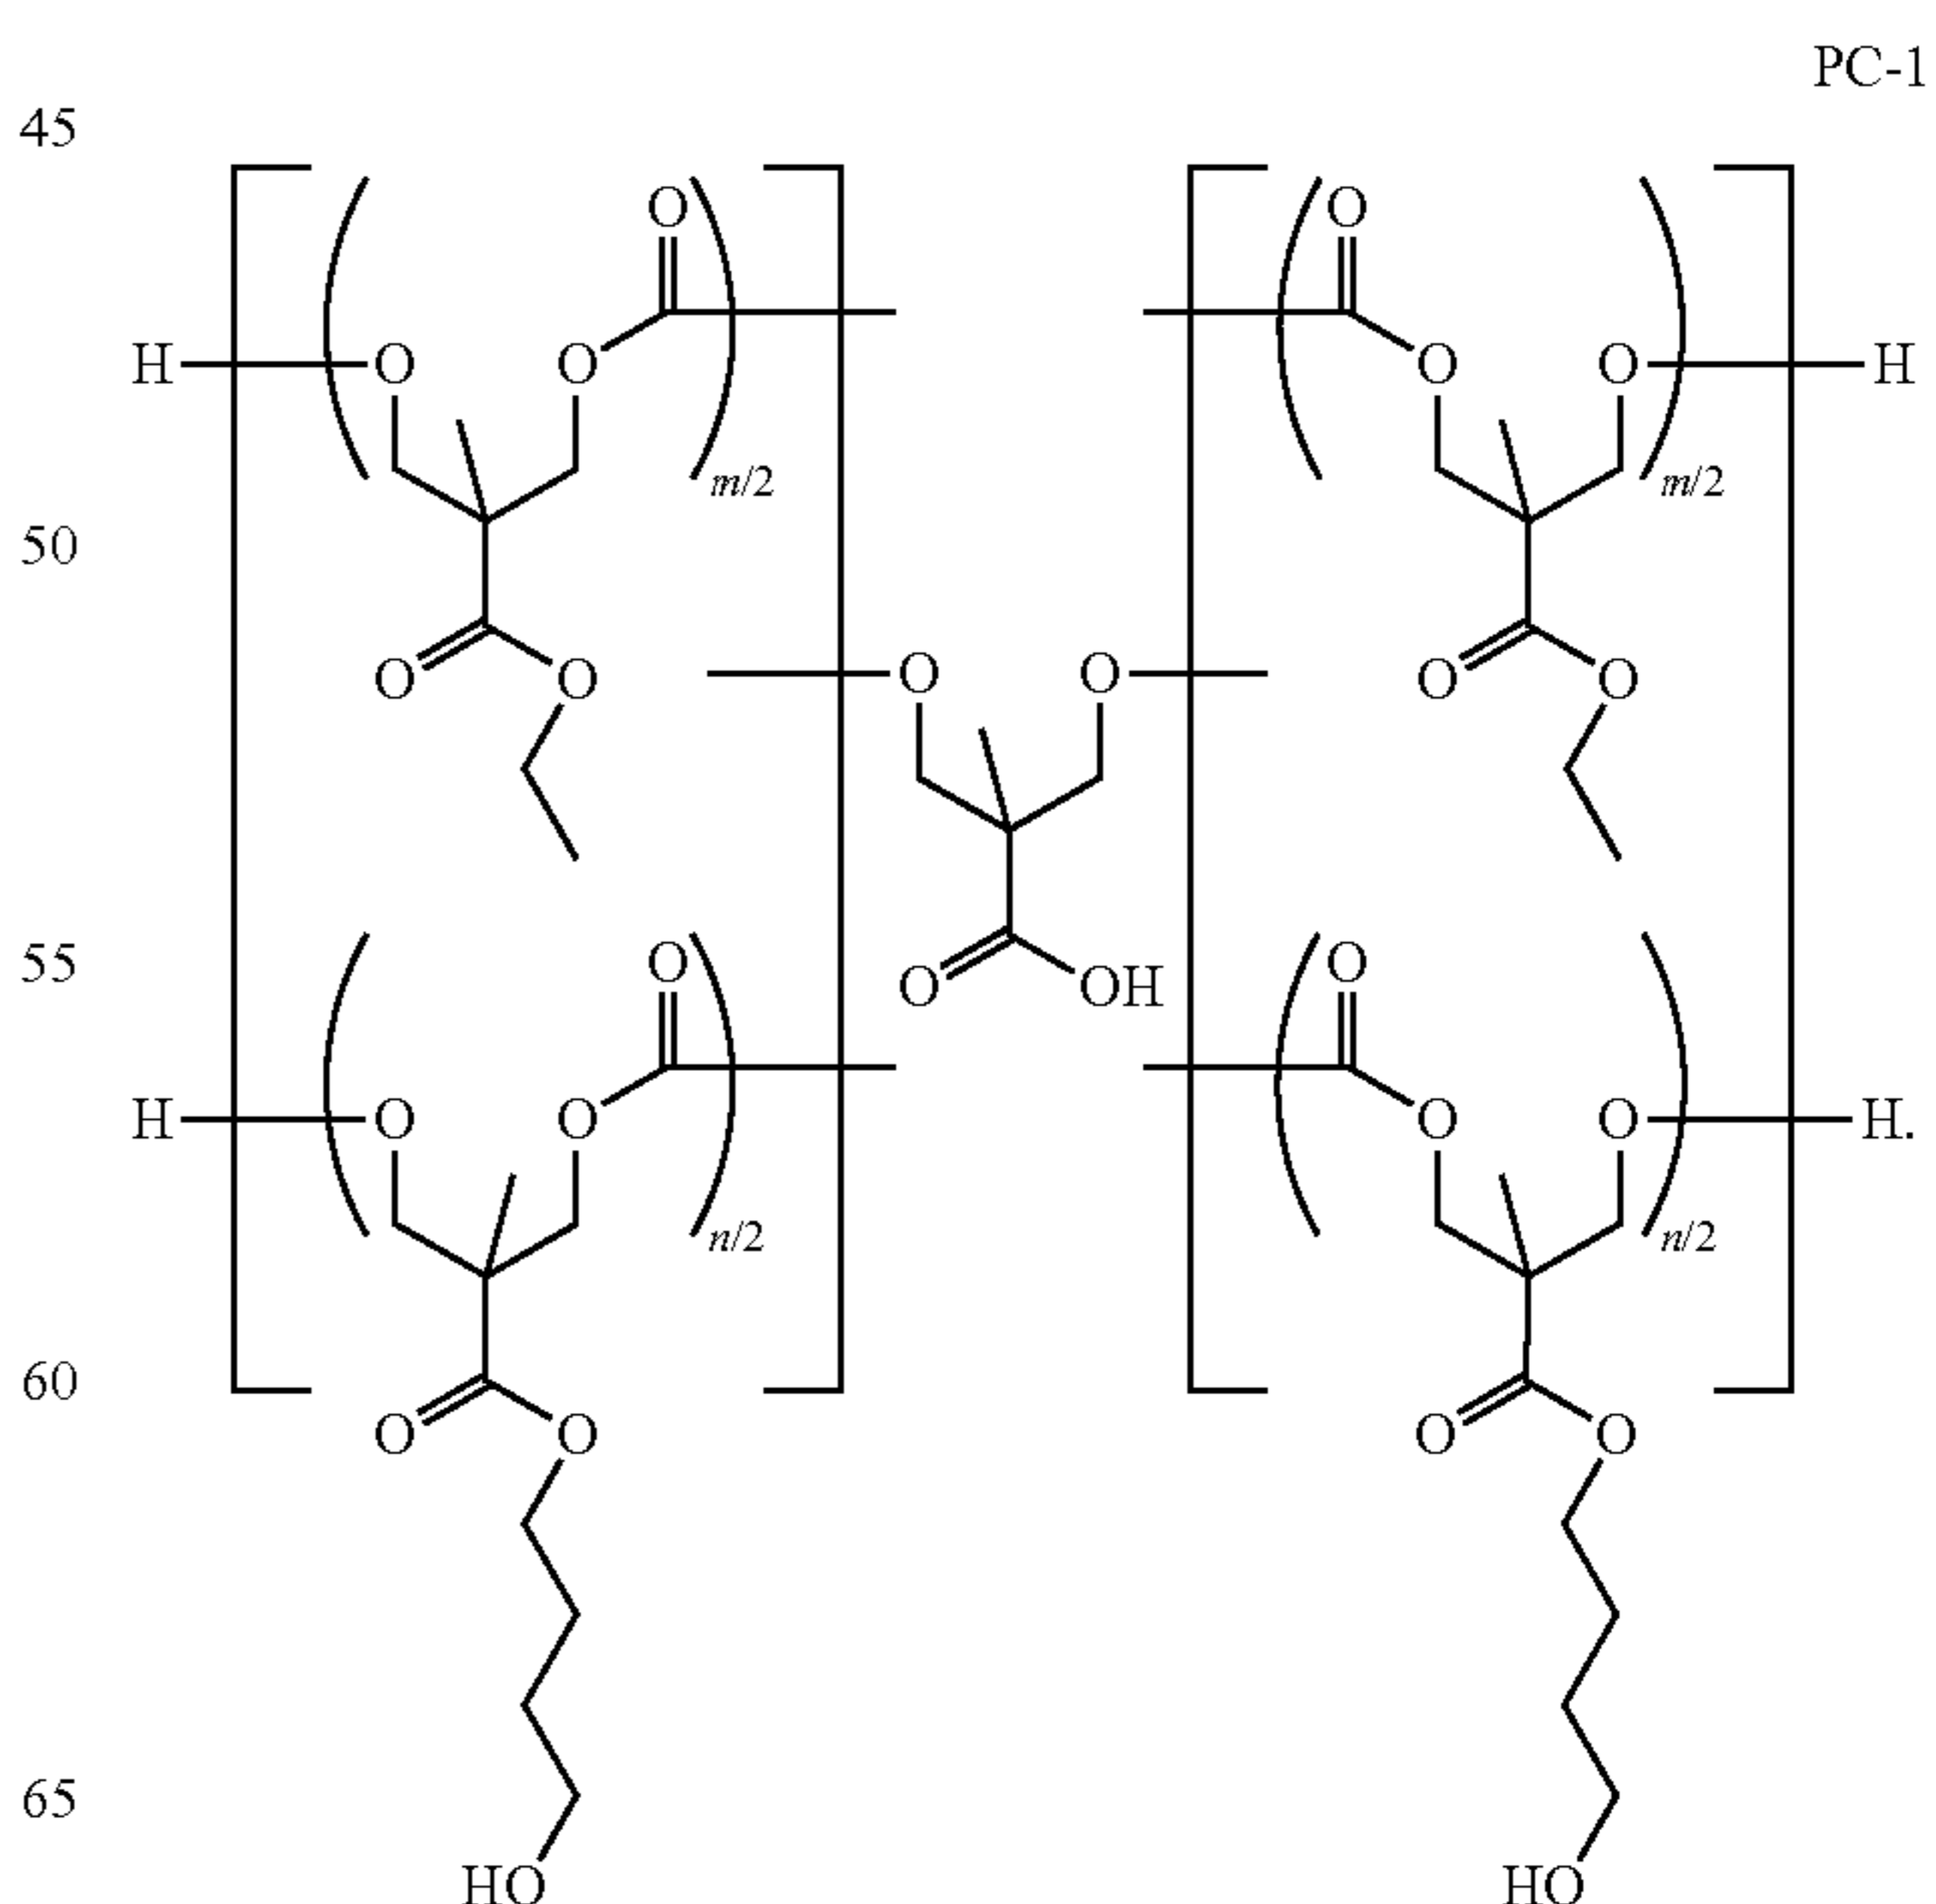 PC-1
45
O O
H O O O O H
m/2 m/2
50
O O O O O O
55
O O OH O
H O O O O H.
n/2 n/2
60
O O O O
65
HO HO